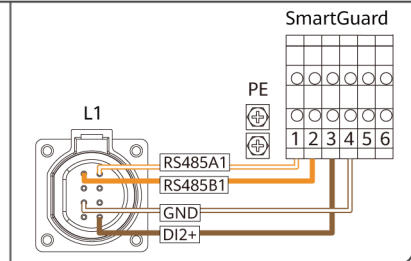 SmartGuard
PE
L1
1 2 3 4 5 6
RS485A1
RS485B1
GND
DI2+